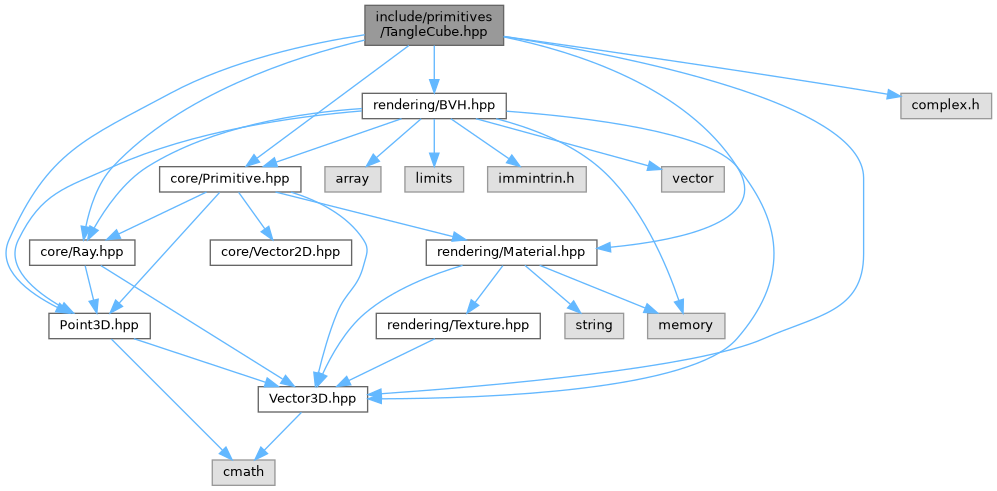 include/primitives
/TangleCube.hpp
rendering/BVH.hpp
complex.h
core/Primitive.hpp
array
limits
immintrin.h
vector
core/Ray.hpp
core/Vector2D.hpp
rendering/Material.hpp
Point3D.hpp
rendering/Texture.hpp
string
memory
Vector3D.hpp
cmath